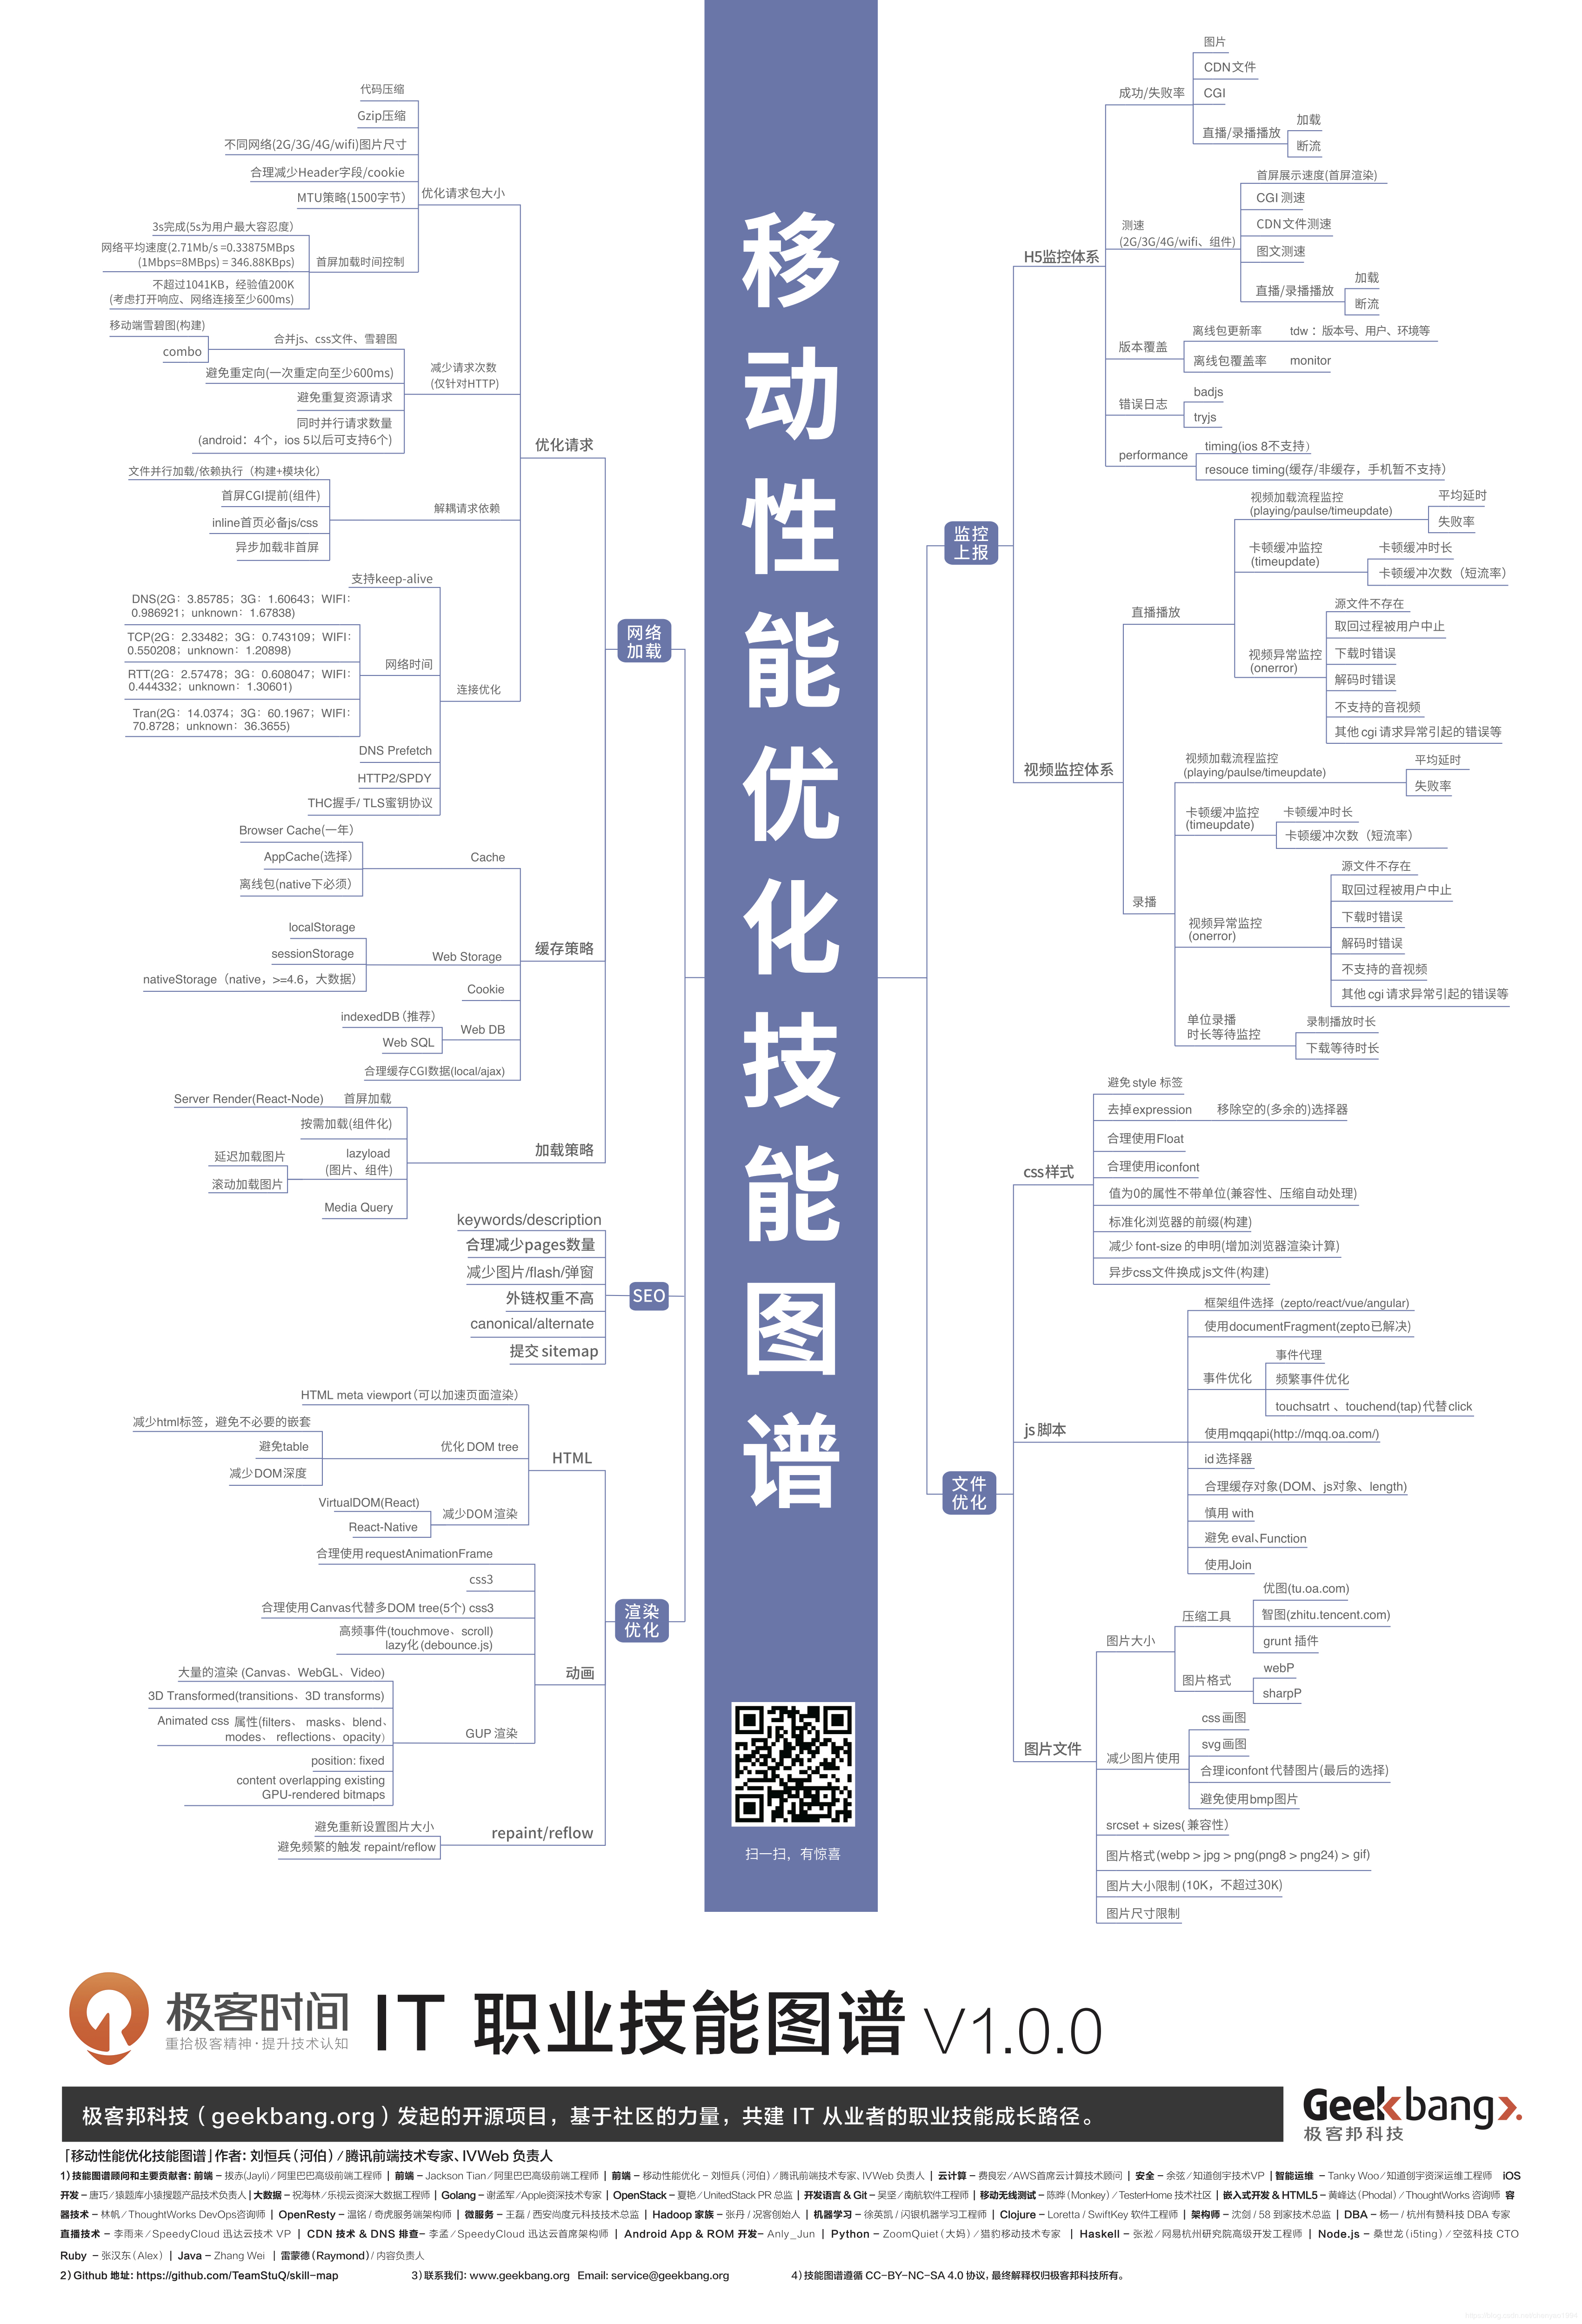 移动性能优化技能图谱
扫一扫，有惊喜
网络
加载
优化请求
优化请求包大小
代码压缩
Gzip压缩
不同网络(2G/3G/4G/wifi)图片尺寸
合理减少Header字段/cookie
MTU策略(1500字节）
首屏加载时间控制
3s完成(5s为用户最大容忍度）
网络平均速度(2.71Mb/s =0.33875MBps
(1Mbps=8MBps) = 346.88KBps)
不超过1041KB，经验值200K
(考虑打开响应、网络连接至少600ms)
减少请求次数
(仅针对HTTP)
合并js、css文件、雪碧图
移动端雪碧图(构建)
combo
避免重定向(一次重定向至少600ms)
避免重复资源请求
同时并行请求数量
(android：4个，ios 5以后可支持6个)
解耦请求依赖
文件并行加载/依赖执行（构建+模块化）
首屏CGI提前(组件)
inline首页必备js/css
异步加载非首屏
连接优化
支持keep-alive
网络时间
DNS(2G：3.85785；3G：1.60643；WIFI：
0.986921；unknown：1.67838)
TCP(2G：2.33482；3G：0.743109；WIFI：
0.550208；unknown：1.20898)
RTT(2G：2.57478；3G：0.608047；WIFI：
0.444332；unknown：1.30601)
Tran(2G：14.0374；3G：60.1967；WIFI：
70.8728；unknown：36.3655)
DNS Prefetch
HTTP2/SPDY
THC握手/ TLS蜜钥协议
缓存策略
Cache
Browser Cache(一年）
AppCache(选择）
离线包(native下必须）
Web Storage
localStorage
sessionStorage
nativeStorage（native，>=4.6，大数据）
Cookie
Web DB
indexedDB（推荐）
Web SQL
合理缓存CGI数据(local/ajax)
加载策略
首屏加载
Server Render(React-Node)
按需加载(组件化)
lazyload
(图片、组件)
延迟加载图片
滚动加载图片
Media Query
SEO
keywords/description
合理减少pages数量
减少图片/flash/弹窗
外链权重不高
canonical/alternate
提交 sitemap
渲染
优化
HTML
HTML meta viewport（可以加速页面渲染）
优化 DOM tree
减少html标签，避免不必要的嵌套
避免table
减少DOM深度
减少DOM 渲染
VirtualDOM(React)
React-Native
动画
合理使用 requestAnimationFrame
css3
合理使用Canvas代替多DOM tree(5个) css3
高频事件(touchmove、scroll)
lazy化 (debounce.js)
GUP 渲染
大量的渲染 (Canvas、WebGL、Video)
3D Transformed(transitions、3D transforms)
Animated css 属性(filters、 masks、blend、
modes、 reflections、opacity）
position: fixed
content overlapping existing
GPU-rendered bitmaps
repaint/reflow
避免重新设置图片大小
避免频繁的触发 repaint/reflow
监控
上报
H5监控体系
成功/失败率
图片
CDN 文件
CGI
直播/录播播放
加载
断流
测速
(2G/3G/4G/wifi、组件)
首屏展示速度(首屏渲染)
CGI 测速
CDN文件测速
图文测速
直播/录播播放
加载
断流
版本覆盖
离线包更新率 tdw： 版本号、用户、环境等
离线包覆盖率 monitor
错误日志
badjs
tryjs
performance
timing(ios 8不支持）
resouce timing(缓存/非缓存，手机暂不支持）
视频监控体系
直播播放
视频加载流程监控
(playing/paulse/timeupdate)
平均延时
失败率
卡顿缓冲监控
(timeupdate)
卡顿缓冲时长
卡顿缓冲次数（短流率）
视频异常监控
(onerror)
源文件不存在
取回过程被用户中止
下载时错误
解码时错误
不支持的音视频
其他 cgi 请求异常引起的错误等
录播
视频加载流程监控
(playing/paulse/timeupdate)
平均延时
失败率
卡顿缓冲监控
(timeupdate)
卡顿缓冲时长
卡顿缓冲次数（短流率）
视频异常监控
(onerror)
源文件不存在
取回过程被用户中止
下载时错误
解码时错误
不支持的音视频
其他 cgi 请求异常引起的错误等
单位录播
时长等待监控
录制播放时长
下载等待时长
文件
优化
css样式
避免 style 标签
去掉expression 移除空的(多余的)选择器
合理使用Float
合理使用iconfont
值为0的属性不带单位(兼容性、压缩自动处理)
标准化浏览器的前缀(构建)
减少 font-size 的申明(增加浏览器渲染计算)
异步css文件换成 js文件(构建)
js 脚本
框架组件选择 (zepto/react/vue/angular)
使用documentFragment(zepto已解决)
事件优化
事件代理
频繁事件优化
touchsatrt 、touchend(tap)代替click
使用mqqapi(http://mqq.oa.com/)
id 选择器
合理缓存对象(DOM、js对象、length)
慎用 with
避免 eval、Function
使用Join
图片文件
图片大小
压缩工具
优图(tu.oa.com)
智图(zhitu.tencent.com)
grunt 插件
图片格式
webP
sharpP
减少图片使用
css 画图
svg 画图
合理iconfont 代替图片(最后的选择)
避免使用bmp图片
srcset + sizes( 兼容性）
图片格式 (webp > jpg > png(png8 > png24) > gif)
图片大小限制 (10K，不超过30K)
图片尺寸限制
极客时间
重拾极客精神·提升技术认知
IT 职业技能图谱 V1.0.0
极客邦科技（geekbang.org）发起的开源项目，基于社区的力量，共建 IT 从业者的职业技能成长路径。
Geekbang
极客邦科技
「移动性能优化技能图谱」作者：刘恒兵（河伯）/ 腾讯前端技术专家、IVWeb 负责人
1）技能图谱顾问和主要贡献者：前端 – 拔赤(Jayli) / 阿里巴巴高级前端工程师 | 前端 – Jackson Tian / 阿里巴巴高级前端工程师 | 前端 – 移动性能优化 – 刘恒兵（河伯）/ 腾讯前端技术专家、IVWeb 负责人 | 云计算 – 费良宏 / AWS首席云计算技术顾问 | 安全 – 余弦 / 知道创宇技术VP | 智能运维 – Tanky Woo / 知道创宇资深运维工程师 iOS
开发 – 唐巧 / 猿题库小猿搜题产品技术负责人 | 大数据 – 祝海林 / 乐视云资深大数据工程师 | Golang – 谢孟军 / Apple资深技术专家 | OpenStack – 夏艳 / UnitedStack PR 总监 | 开发语言 & Git – 吴坚 / 南航软件工程师 | 移动无线测试 – 陈晔（Monkey）/ TesterHome 技术社区 | 嵌入式开发 & HTML5 – 黄峰达（Phodal）/ ThoughtWorks 咨询师 容
器技术 – 林帆 / ThoughtWorks DevOps咨询师 | OpenResty – 温铭 / 奇虎服务端架构师 | 微服务 – 王磊 / 西安尚度元科技技术总监 | Hadoop 家族 – 张丹 / 况客创始人 | 机器学习 – 徐英凯 / 闪银机器学习工程师 | Clojure – Loretta / SwiftKey 软件工程师 | 架构师 – 沈剑 / 58 到家技术总监 | DBA – 杨一 / 杭州有赞科技 DBA 专家
直播技术 – 李雨来 / SpeedyCloud 迅达云技术 VP | CDN 技术 & DNS 排查 – 李孟 / SpeedyCloud 迅达云首席架构师 | Android App & ROM 开发 – Anly_Jun | Python – ZoomQuiet（大妈）/ 猎豹移动技术专家 | Haskell – 张淞 / 网易杭州研究院高级开发工程师 | Node.js – 桑世龙（i5ting）/ 空弦科技 CTO
Ruby – 张汉东（Alex） | Java – Zhang Wei | 雷蒙德（Raymond）/ 内容负责人
2）Github 地址：https://github.com/TeamStuQ/skill-map 3）联系我们：www.geekbang.org Email: service@geekbang.org 4）技能图谱遵循 CC-BY-NC-SA 4.0 协议，最终解释权归极客邦科技所有。